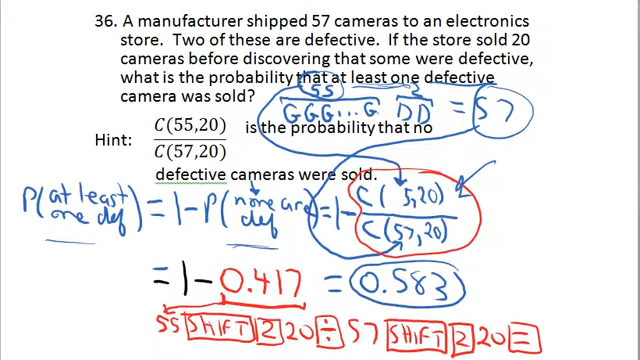 36. A manufacturer shipped 57 cameras to an electronics
store. Two of these are defective. If the store sold 20
cameras before discovering that some were defective,
what is the probability that at least one defective
camera was sold?
55 2
GGG...G DD = 57
Hint: C(55,20) / C(57,20) is the probability that no
defective cameras were sold.
P(at least one def) = 1 - P(none are def) = 1 - C( 5,20) / C(57,20)
= 1 - 0.417 = 0.583
55 SHIFT 2 20 ÷ 57 SHIFT 2 20 =